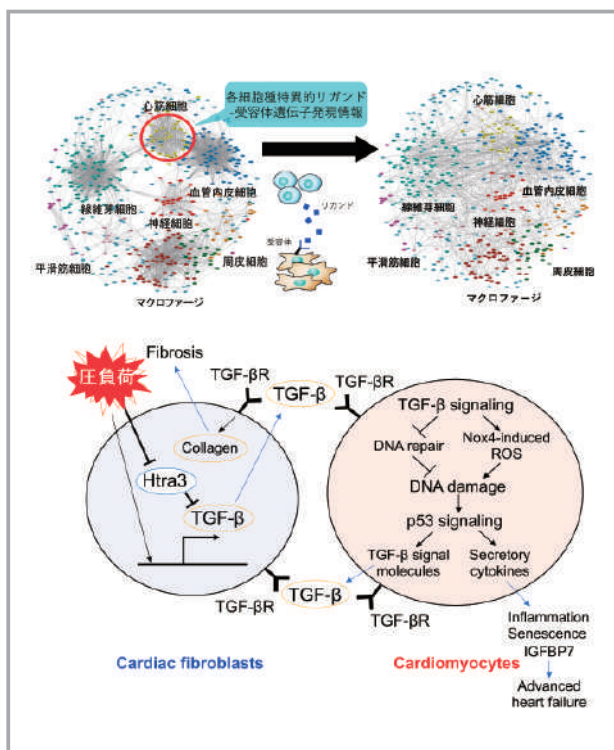 心筋細胞
各細胞種特異的リガンド
-受容体遺伝子発現情報
血管内皮細胞
線維芽細胞
神経細胞
平滑筋細胞
周皮細胞
マクロファージ
リガンド
受容体
心筋細胞
血管内皮細胞
線維芽細胞
神経細胞
平滑筋細胞
周皮細胞
マクロファージ
圧負荷
Fibrosis
TGF-βR
TGF-β
TGF-βR
Collagen
Htra3
TGF-β
TGF-β signaling
DNA repair
Nox4-induced
ROS
DNA damage
p53 signaling
TGF-β signal
molecules
Secretory
cytokines
TGF-βR
TGF-β
TGF-βR
Inflammation
Senescence
IGFBP7
Advanced
heart failure
Cardiac fibroblasts
Cardiomyocytes